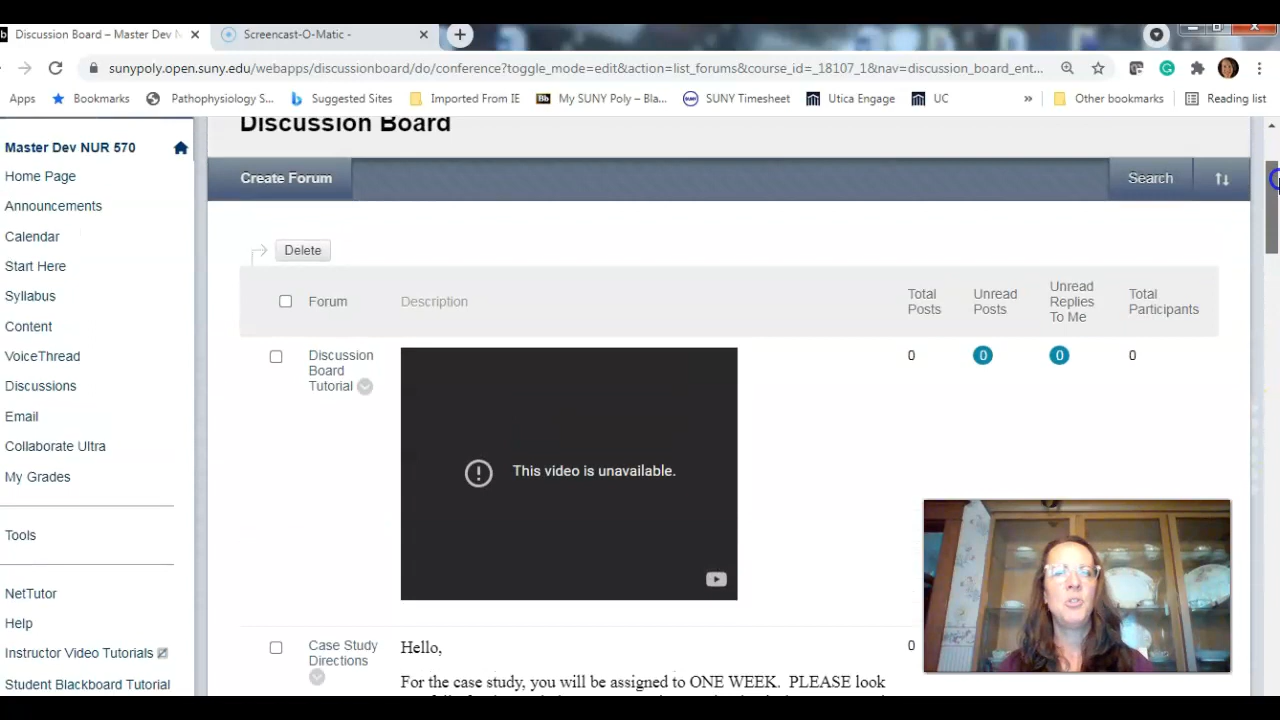 Discussion Board – Master Dev N
Screencast-O-Matic -
sunypoly.open.suny.edu/webapps/discussionboard/do/conference?toggle_mode=edit&action=list_forums&course_id=_18107_1&nav=discussion_board_ent...
Apps Bookmarks Pathophysiology S... Suggested Sites Imported From IE My SUNY Poly – Bla... SUNY Timesheet Utica Engage UC » Other bookmarks Reading list
Master Dev NUR 570
Home Page
Announcements
Calendar
Start Here
Syllabus
Content
VoiceThread
Discussions
Email
Collaborate Ultra
My Grades
Tools
NetTutor
Help
Instructor Video Tutorials
Student Blackboard Tutorial
Discussion Board
Create Forum Search
Delete
Forum Description Total Posts Unread Posts Unread Replies To Me Total Participants
Discussion
Board
Tutorial
This video is unavailable.
0 0 0 0
Case Study
Directions
Hello,
0
For the case study, you will be assigned to ONE WEEK. PLEASE look